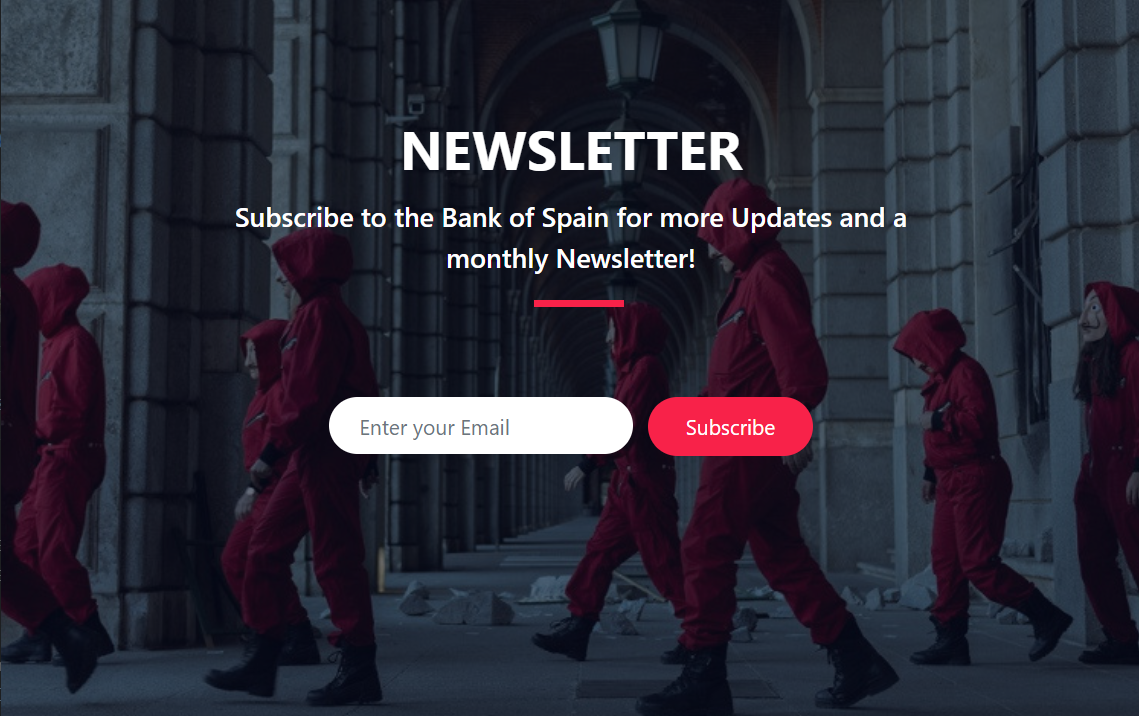 NEWSLETTER
Subscribe to the Bank of Spain for more Updates and a
monthly Newsletter!
Enter your Email
Subscribe